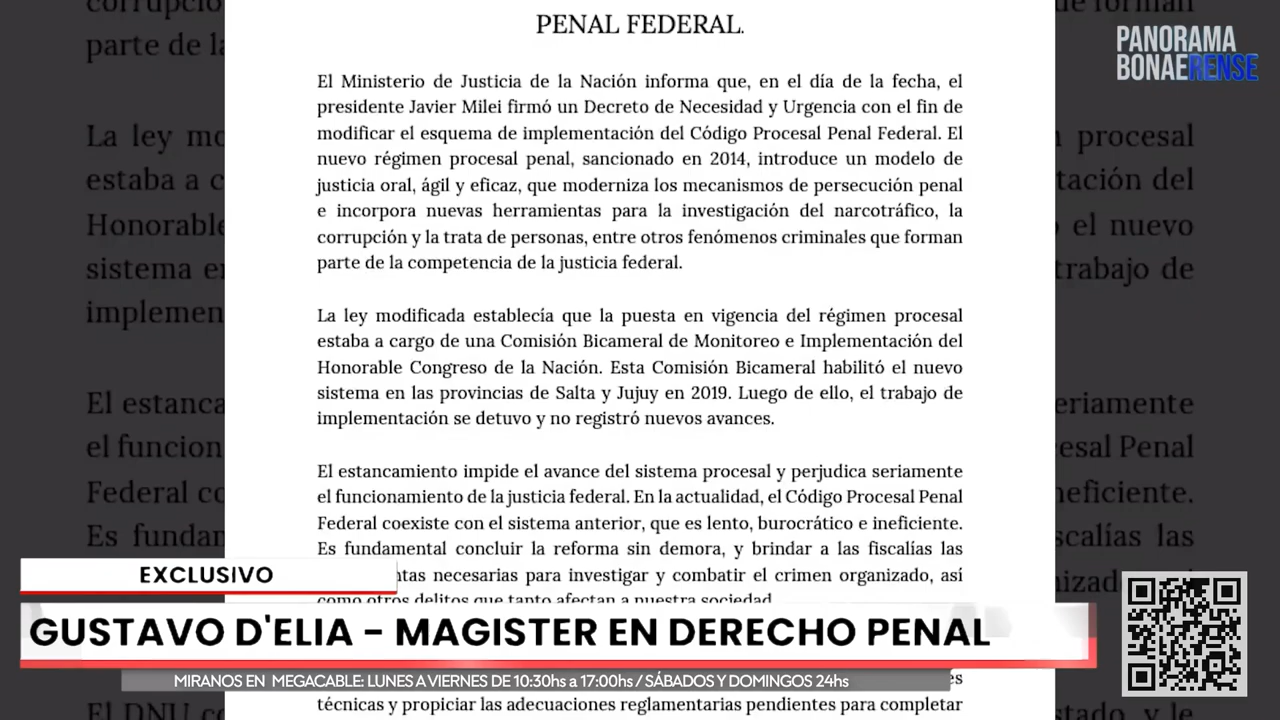 PENAL FEDERAL.
PANORAMA
BONAERENSE
El Ministerio de Justicia de la Nación informa que, en el día de la fecha, el
presidente Javier Milei firmó un Decreto de Necesidad y Urgencia con el fin de
modificar el esquema de implementación del Código Procesal Penal Federal. El
nuevo régimen procesal penal, sancionado en 2014, introduce un modelo de
justicia oral, ágil y eficaz, que moderniza los mecanismos de persecución penal
e incorpora nuevas herramientas para la investigación del narcotráfico, la
corrupción y la trata de personas, entre otros fenómenos criminales que forman
parte de la competencia de la justicia federal.
La ley modificada establecía que la puesta en vigencia del régimen procesal
estaba a cargo de una Comisión Bicameral de Monitoreo e Implementación del
Honorable Congreso de la Nación. Esta Comisión Bicameral habilitó el nuevo
sistema en las provincias de Salta y Jujuy en 2019. Luego de ello, el trabajo de
implementación se detuvo y no registró nuevos avances.
El estancamiento impide el avance del sistema procesal y perjudica seriamente
el funcionamiento de la justicia federal. En la actualidad, el Código Procesal Penal
Federal coexiste con el sistema anterior, que es lento, burocrático e ineficiente.
Es fundamental concluir la reforma sin demora, y brindar a las fiscalías las
necesarias para investigar y combatir el crimen organizado, así
como otros delitos que tanto afectan a nuestra sociedad
EXCLUSIVO
GUSTAVO D'ELIA - MAGISTER EN DERECHO PENAL
MIRANOS EN MEGACABLE: LUNES A VIERNES DE 10:30hs a 17:00hs / SÁBADOS Y DOMINGOS 24hs
técnicas y propiciar las adecuaciones reglamentarias pendientes para completar